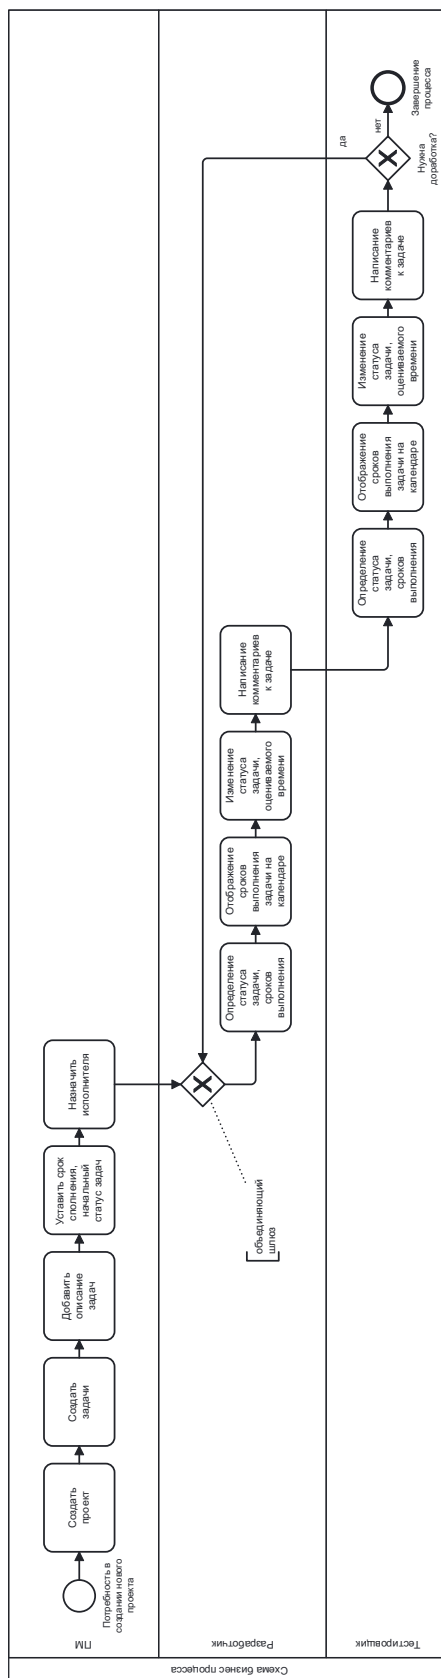 Схема бизнес процесса
ПМ
Потребность в
создании нового
проекта
Создать
проект
Создать
задачи
Добавить
описание
задач
Уставить срок
сполнения,
начальный
статус задач
Назначить
исполнителя
Разработчик
объединяющий
шлюз
Определение
статуса
задачи,
сроков
выполнения
Отображение
сроков
выполнения
задачи на
календаре
Изменение
статуса
задачи,
оцениваемого
времени
Написание
комментариев
к задаче
Тестировщик
Определение
статуса
задачи,
сроков
выполнения
Отображение
сроков
выполнения
задачи на
календаре
Изменение
статуса
задачи,
оцениваемого
времени
Написание
комментариев
к задаче
Нужна
доработка?
да
нет
Завершение
процесса